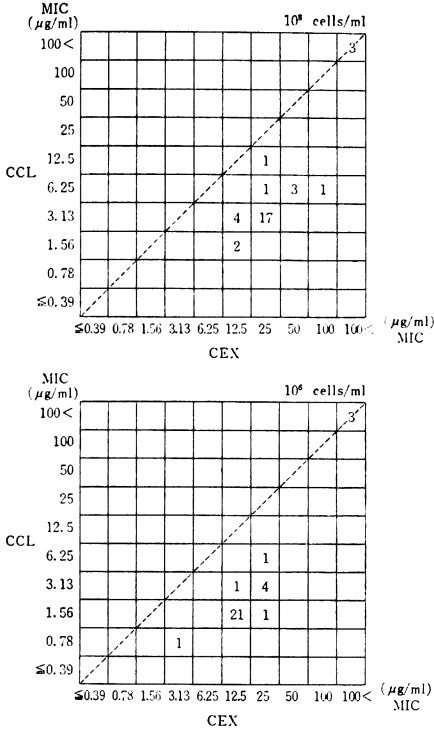 MIC
(μg/ml)
10⁸ cells/ml
100< 3
100
50
25
12.5 1
CCL
6.25 1 3 1
3.13 4 17
1.56 2
0.78
≦0.39
≦0.39 0.78 1.56 3.13 6.25 12.5 25 50 100 100< (μg/ml)
MIC
CEX
MIC
(μg/ml)
10⁶ cells/ml
100< 3
100
50
25
12.5
CCL
6.25 1
3.13 1 4
1.56 21 1
0.78 1
≦0.39
≦0.39 0.78 1.56 3.13 6.25 12.5 25 50 100 100< (μg/ml)
MIC
CEX